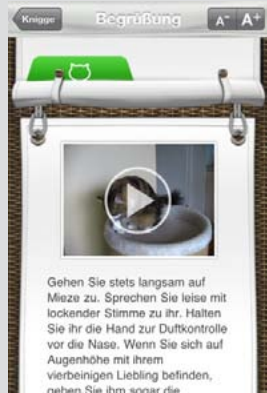 Knigge
Begrüßung
A-
A+
Gehen Sie stets langsam auf
Mieze zu. Sprechen Sie leise mit
lockender Stimme zu ihr. Halten
Sie ihr die Hand zur Duftkontrolle
vor die Nase. Wenn Sie sich auf
Augenhöhe mit ihrem
vierbeinigen Liebling befinden,
geben Sie ihm sogar die